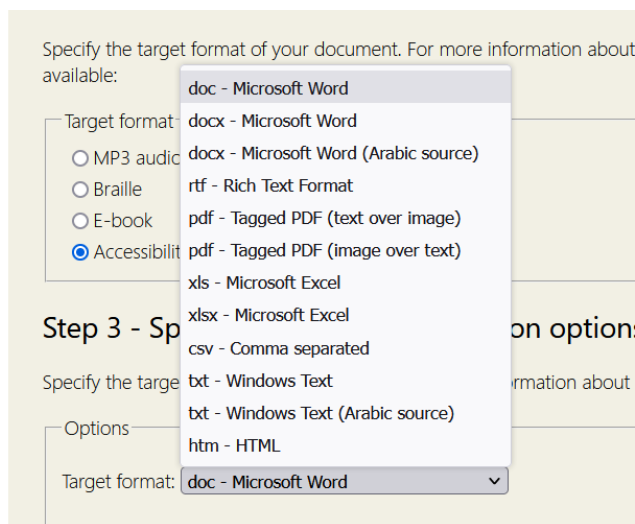 Specify the target format of your document. For more information about
available:
Target format
MP3 audio
Braille
E-book
Accessibilit
doc - Microsoft Word
docx - Microsoft Word
docx - Microsoft Word (Arabic source)
rtf - Rich Text Format
pdf - Tagged PDF (text over image)
pdf - Tagged PDF (image over text)
xls - Microsoft Excel
xlsx - Microsoft Excel
csv - Comma separated
txt - Windows Text
txt - Windows Text (Arabic source)
htm - HTML
Step 3 - Sp on options
Specify the targe rmation about
Options
Target format: doc - Microsoft Word